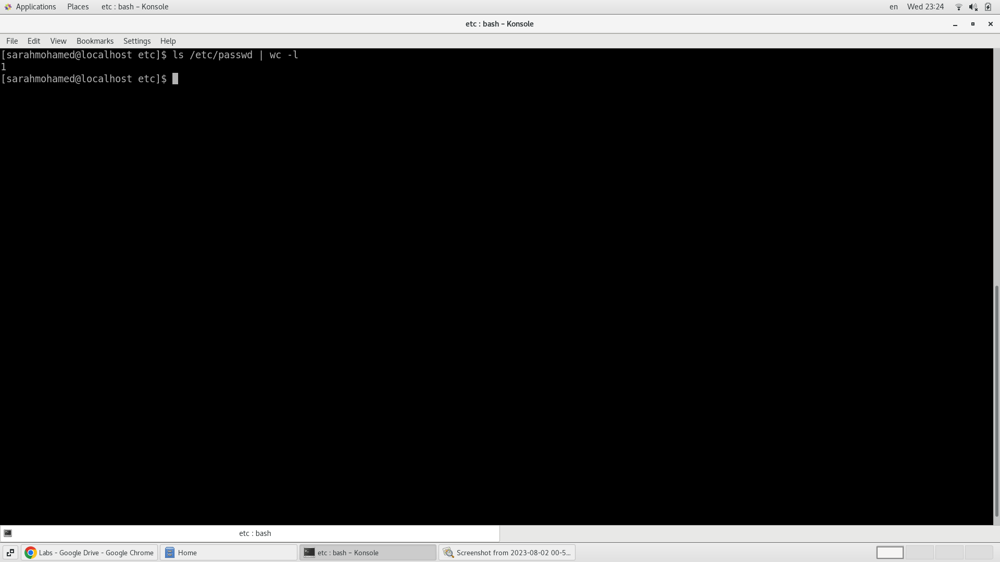 Applications Places etc : bash – Konsole en Wed 23:24
etc : bash – Konsole
File Edit View Bookmarks Settings Help
[sarahmohamed@localhost etc]$ ls /etc/passwd | wc -l
1
[sarahmohamed@localhost etc]$
etc : bash
Labs - Google Drive - Google Chrome Home etc : bash – Konsole Screenshot from 2023-08-02 00-5...